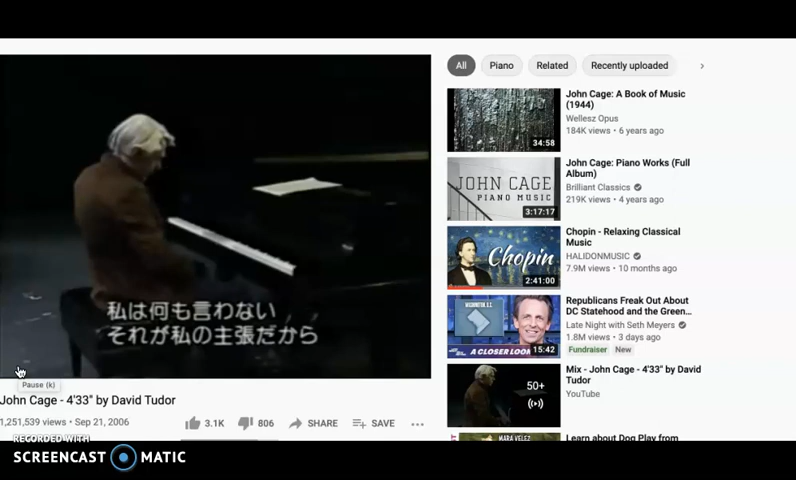 All
Piano
Related
Recently uploaded
John Cage: A Book of Music
(1944)
Wellesz Opus
184K views • 6 years ago
34:58
John Cage: Piano Works (Full
Album)
Brilliant Classics
219K views • 4 years ago
JOHN CAGE
PIANO MUSIC
3:17:17
Chopin - Relaxing Classical
Music
HALIDONMUSIC
7.9M views • 10 months ago
Chopin
2:41:00
Republicans Freak Out About
DC Statehood and the Green...
Late Night with Seth Meyers
1.8M views • 3 days ago
Fundraiser
New
WASHINGTON, D.C.
A CLOSER LOOK
15:42
Mix - John Cage - 4'33" by David
Tudor
YouTube
50+
Learn about Dog Play from
MARA VELEZ
私は何も言わない
それが私の主張だから
Pause (k)
John Cage - 4'33" by David Tudor
1,251,539 views • Sep 21, 2006
3.1K
806
SHARE
SAVE
RECORDED WITH
SCREENCAST MATIC